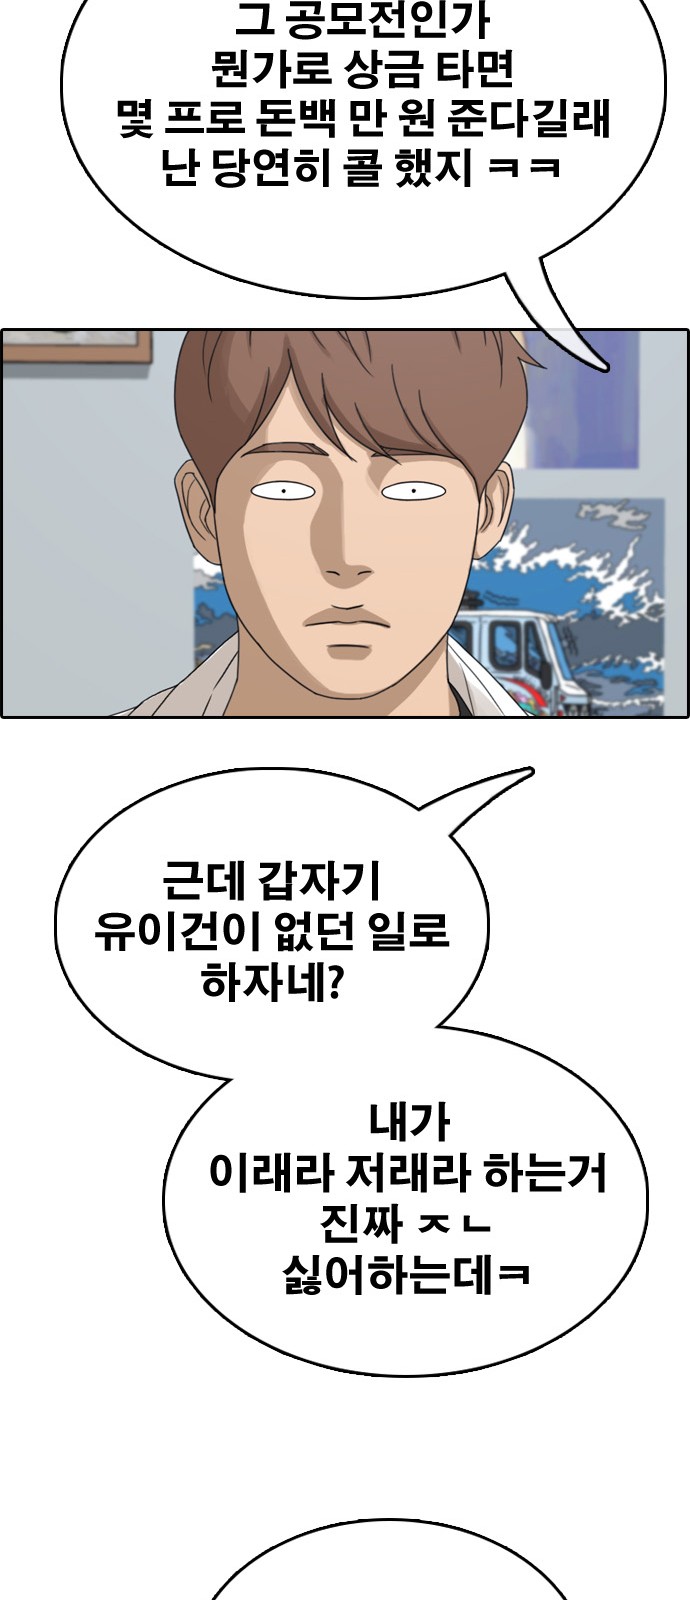 그 공모전인가
뭔가로 상금 타면
몇 프로 돈백 만 원 준다길래
난 당연히 콜 했지 ㅋㅋ
근데 갑자기
유이건이 없던 일로
하자네?
내가
이래라 저래라 하는거
진짜 ㅈㄴ
싫어하는데ㅋ